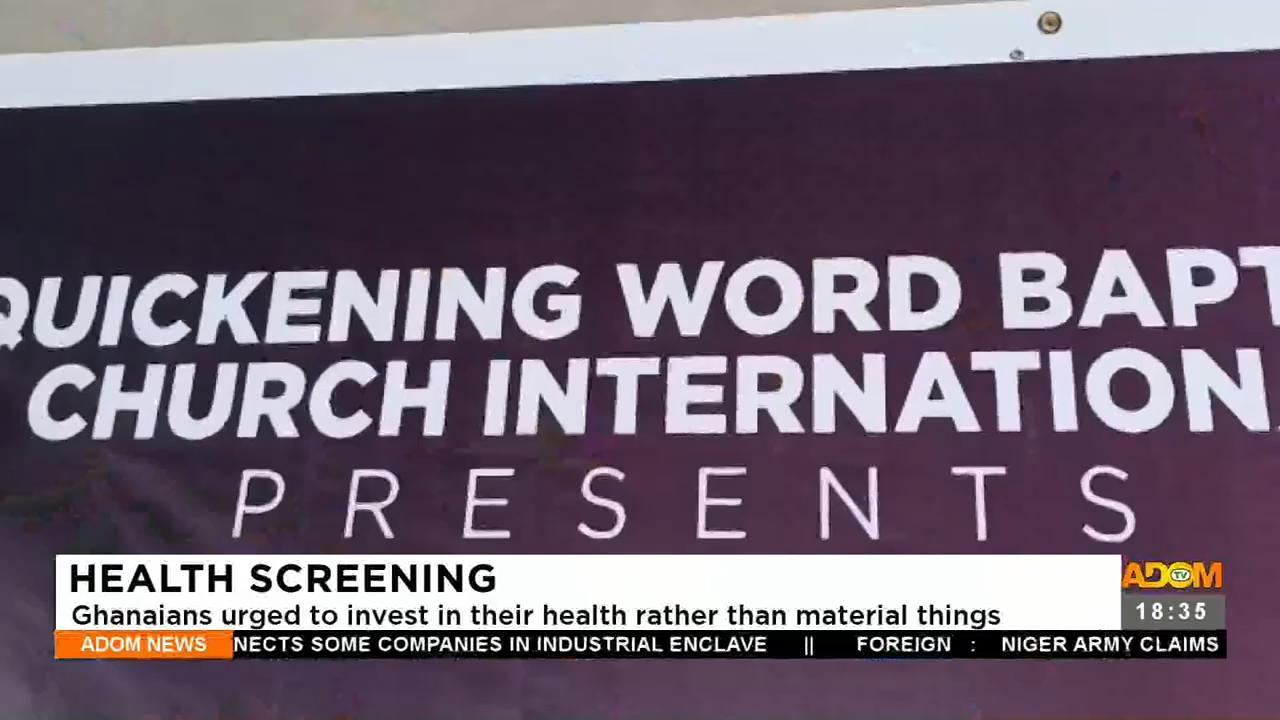 QUICKENING WORD BAPT
CHURCH INTERNATION
PRESENTS
HEALTH SCREENING
Ghanaians urged to invest in their health rather than material things
ADOM TV
18:35
ADOM NEWS
NECTS SOME COMPANIES IN INDUSTRIAL ENCLAVE || FOREIGN : NIGER ARMY CLAIMS